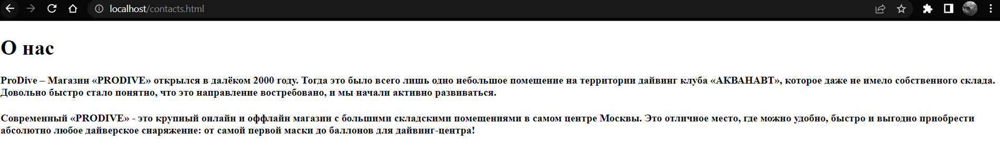 localhost/contacts.html
О нас
ProDive – Магазин «PRODIVE» открылся в далёком 2000 году. Тогда это было всего лишь одно небольшое помещение на территории дайвинг клуба «АКВАНАВТ», которое даже не имело собственного склада.
Довольно быстро стало понятно, что это направление востребовано, и мы начали активно развиваться.
Современный «PRODIVE» - это крупный онлайн и оффлайн магазин с большими складскими помещениями в самом центре Москвы. Это отличное место, где можно удобно, быстро и выгодно приобрести
абсолютно любое дайверское снаряжение: от самой первой маски до баллонов для дайвинг-центра!